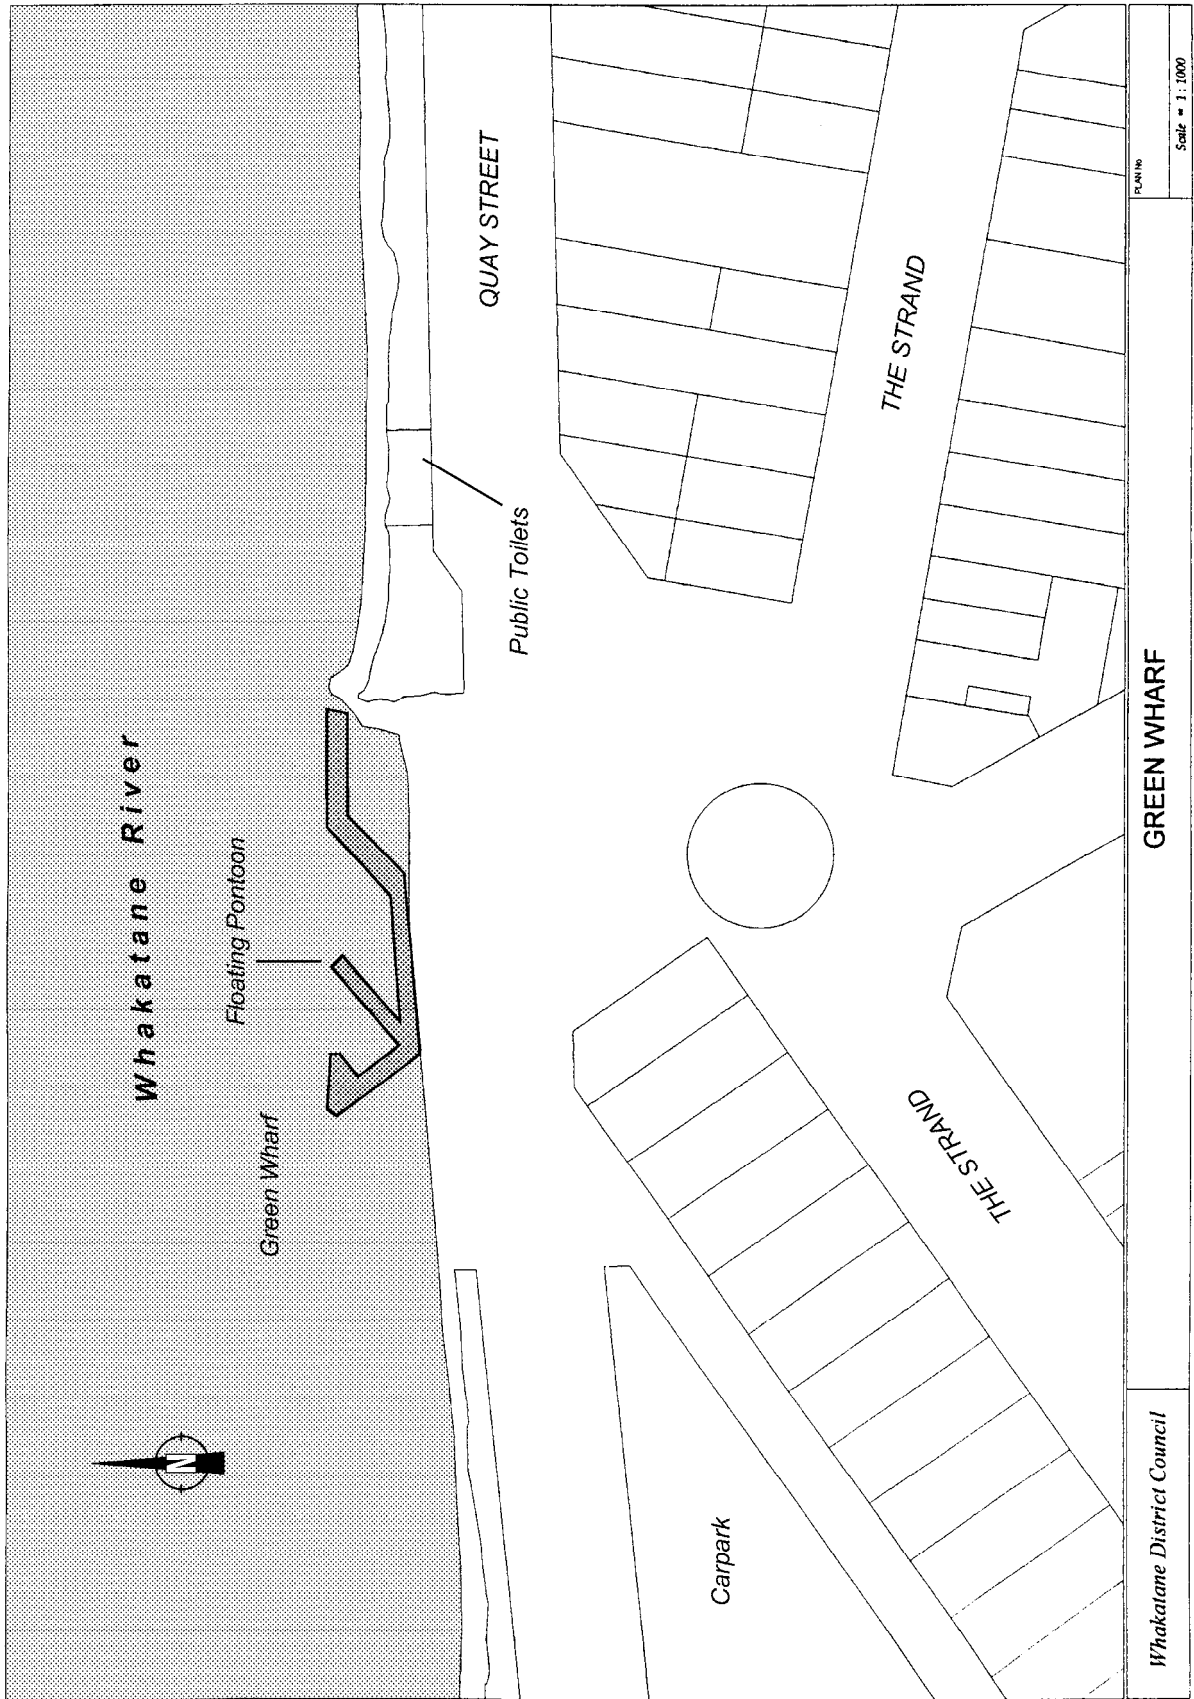 Whakatane River
Floating Pontoon
Green Wharf
N
QUAY STREET
Public Toilets
THE STRAND
THE STRAND
Carpark
Whakatane District Council
GREEN WHARF
PLAN No
Scale = 1 : 1000